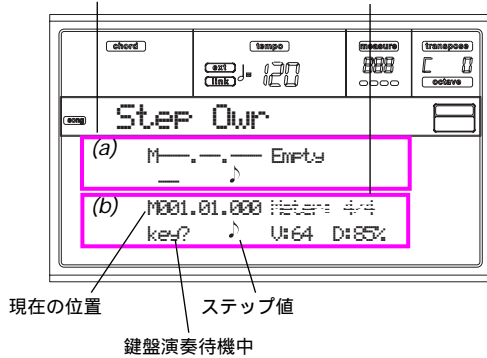 chord
tempo
measure
transpose
ext
link
♩= 120
888
[ 0
octave
song
Step Owr
(a)
M---.--.--- Empty
-- ♪
(b)
M001.01.000 Meter: 4/4
key? ♪ V:64 D:85%
現在の位置
ステップ値
鍵盤演奏待機中